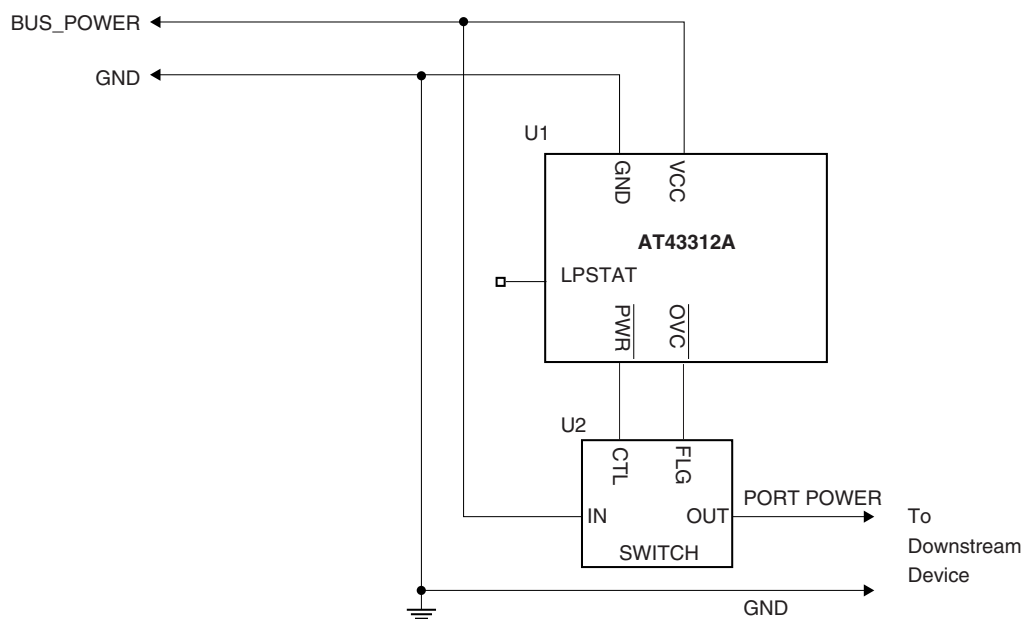 BUS_POWER
GND
U1
GND
VCC
AT43312A
LPSTAT
PWR
OVC
U2
CTL
FLG
PORT POWER
IN
OUT
To
Downstream
Device
SWITCH
GND